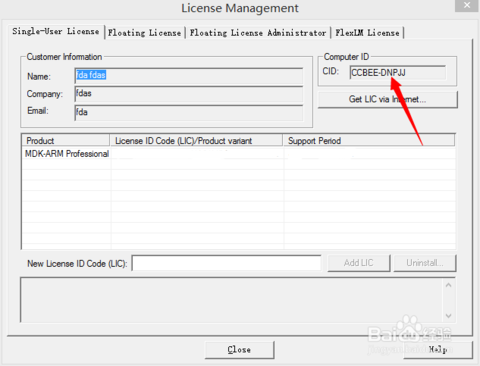 License Management
Single-User License Floating License Floating License Administrator FlexLM License
Customer Information
Name: fda fdas
Company: fdas
Email: fda
Computer ID
CID: CCBEE-DNPJJ
Get LIC via Internet...
Product License ID Code (LIC)/Product variant Support Period
MDK-ARM Professional
New License ID Code (LIC): Add LIC Uninstall...
Close Help
Baidu 经验